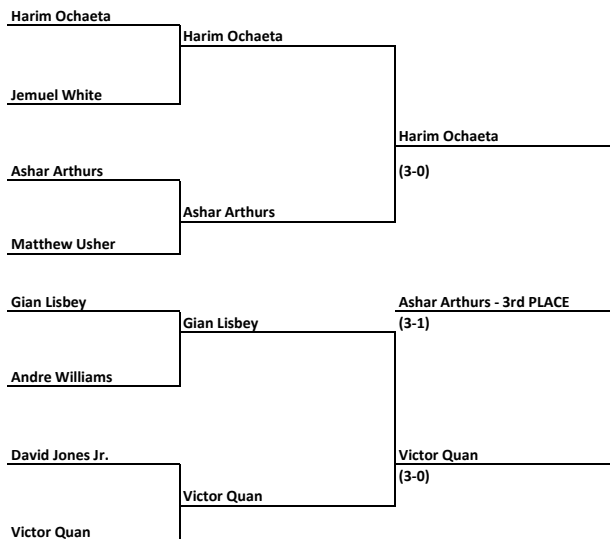 Harim Ochaeta
Harim Ochaeta
Jemuel White
Harim Ochaeta
Ashar Arthurs
(3-0)
Ashar Arthurs
Matthew Usher
Gian Lisbey
Ashar Arthurs - 3rd PLACE
Gian Lisbey
(3-1)
Andre Williams
David Jones Jr.
Victor Quan
(3-0)
Victor Quan
Victor Quan